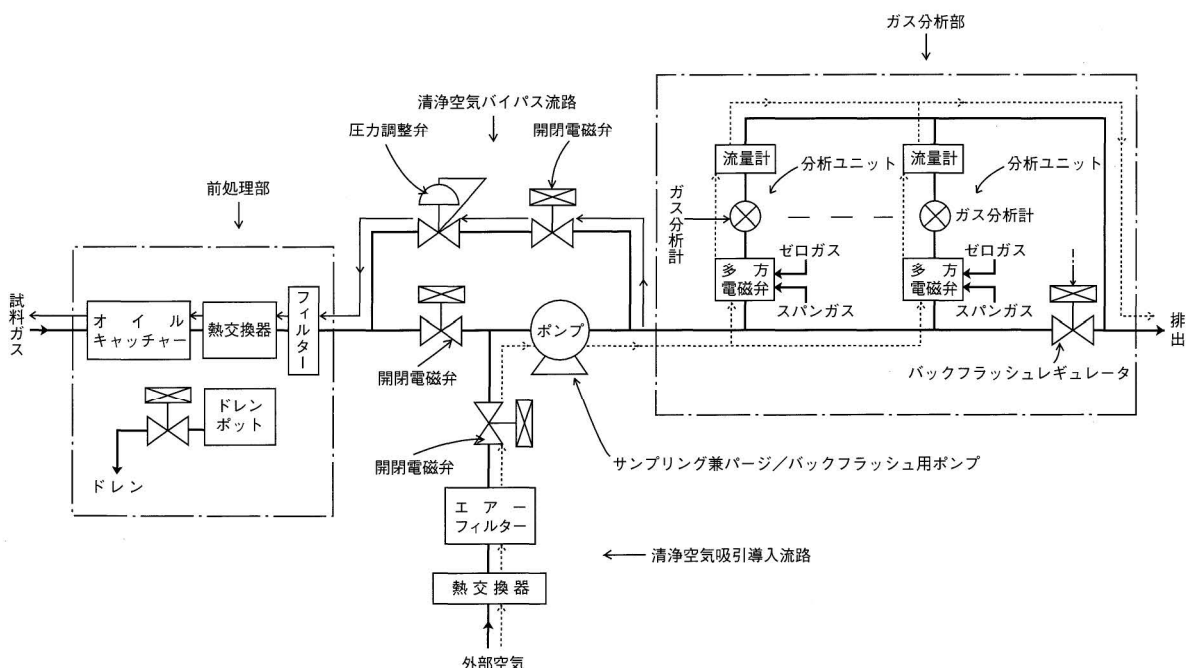 ガス分析部
清浄空気バイパス流路
圧力調整弁
開閉電磁弁
前処理部
流量計
分析ユニット
流量計
分析ユニット
ガス分析計
ガス分析計
ゼロガス
多方
電磁弁
スパンガス
ゼロガス
多方
電磁弁
スパンガス
試料ガス
オイル
キャッチャー
熱交換器
フィルター
開閉電磁弁
ポンプ
排出
バックフラッシュレギュレータ
ドレン
ポット
ドレン
開閉電磁弁
サンプリング兼パージ/バックフラッシュ用ポンプ
エアー
フィルター
清浄空気吸引導入流路
熱交換器
外部空気